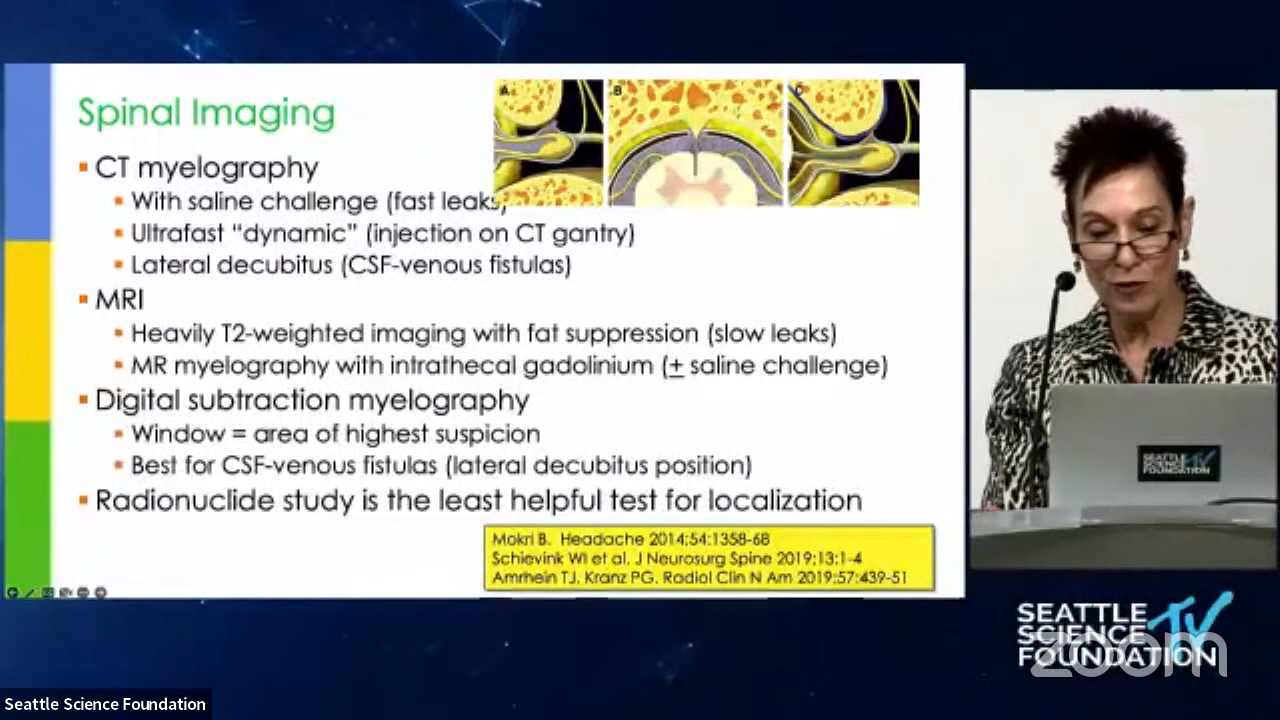 Spinal Imaging
A
B
C
CT myelography
With saline challenge (fast leaks)
Ultrafast “dynamic” (injection on CT gantry)
Lateral decubitus (CSF-venous fistulas)
MRI
Heavily T2-weighted imaging with fat suppression (slow leaks)
MR myelography with intrathecal gadolinium (± saline challenge)
Digital subtraction myelography
Window = area of highest suspicion
Best for CSF-venous fistulas (lateral decubitus position)
Radionuclide study is the least helpful test for localization
Mokri B. Headache 2014;54:1358-68
Schievink WI et al. J Neurosurg Spine 2019;13:1-4
Amrhein TJ, Kranz PG. Radiol Clin N Am 2019;57:439-51
SEATTLE
SCIENCE TV
FOUNDATION
SEATTLE
SCIENCE TV
FOUNDATION
zoom
Seattle Science Foundation